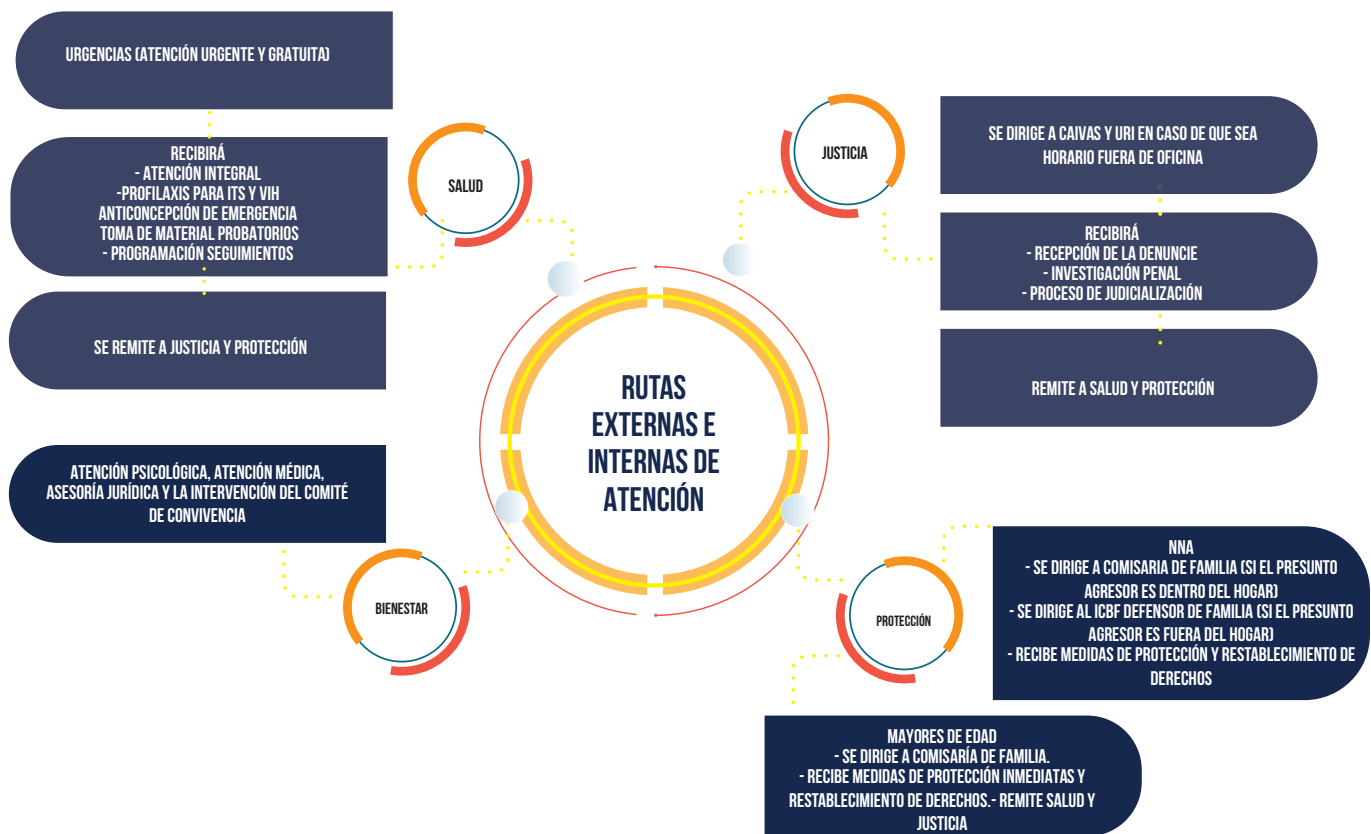 URGENCIAS (ATENCIÓN URGENTE Y GRATUITA)
RECIBIRÁ
- ATENCIÓN INTEGRAL
-PROFILAXIS PARA ITS Y VIH
ANTICONCEPCIÓN DE EMERGENCIA
TOMA DE MATERIAL PROBATORIOS
- PROGRAMACIÓN SEGUIMIENTOS
SE REMITE A JUSTICIA Y PROTECCIÓN
SALUD
JUSTICIA
SE DIRIGE A CAIVAS Y URI EN CASO DE QUE SEA
HORARIO FUERA DE OFICINA
RECIBIRÁ
- RECEPCIÓN DE LA DENUNCIE
- INVESTIGACIÓN PENAL
- PROCESO DE JUDICIALIZACIÓN
REMITE A SALUD Y PROTECCIÓN
RUTAS
EXTERNAS E
INTERNAS DE
ATENCIÓN
ATENCIÓN PSICOLÓGICA, ATENCIÓN MÉDICA,
ASESORÍA JURÍDICA Y LA INTERVENCIÓN DEL COMITÉ
DE CONVIVENCIA
BIENESTAR
PROTECCIÓN
NNA
- SE DIRIGE A COMISARIA DE FAMILIA (SI EL PRESUNTO
AGRESOR ES DENTRO DEL HOGAR)
- SE DIRIGE AL ICBF DEFENSOR DE FAMILIA (SI EL PRESUNTO
AGRESOR ES FUERA DEL HOGAR)
- RECIBE MEDIDAS DE PROTECCIÓN Y RESTABLECIMIENTO DE
DERECHOS
MAYORES DE EDAD
- SE DIRIGE A COMISARÍA DE FAMILIA.
- RECIBE MEDIDAS DE PROTECCIÓN INMEDIATAS Y
RESTABLECIMIENTO DE DERECHOS.- REMITE SALUD Y
JUSTICIA